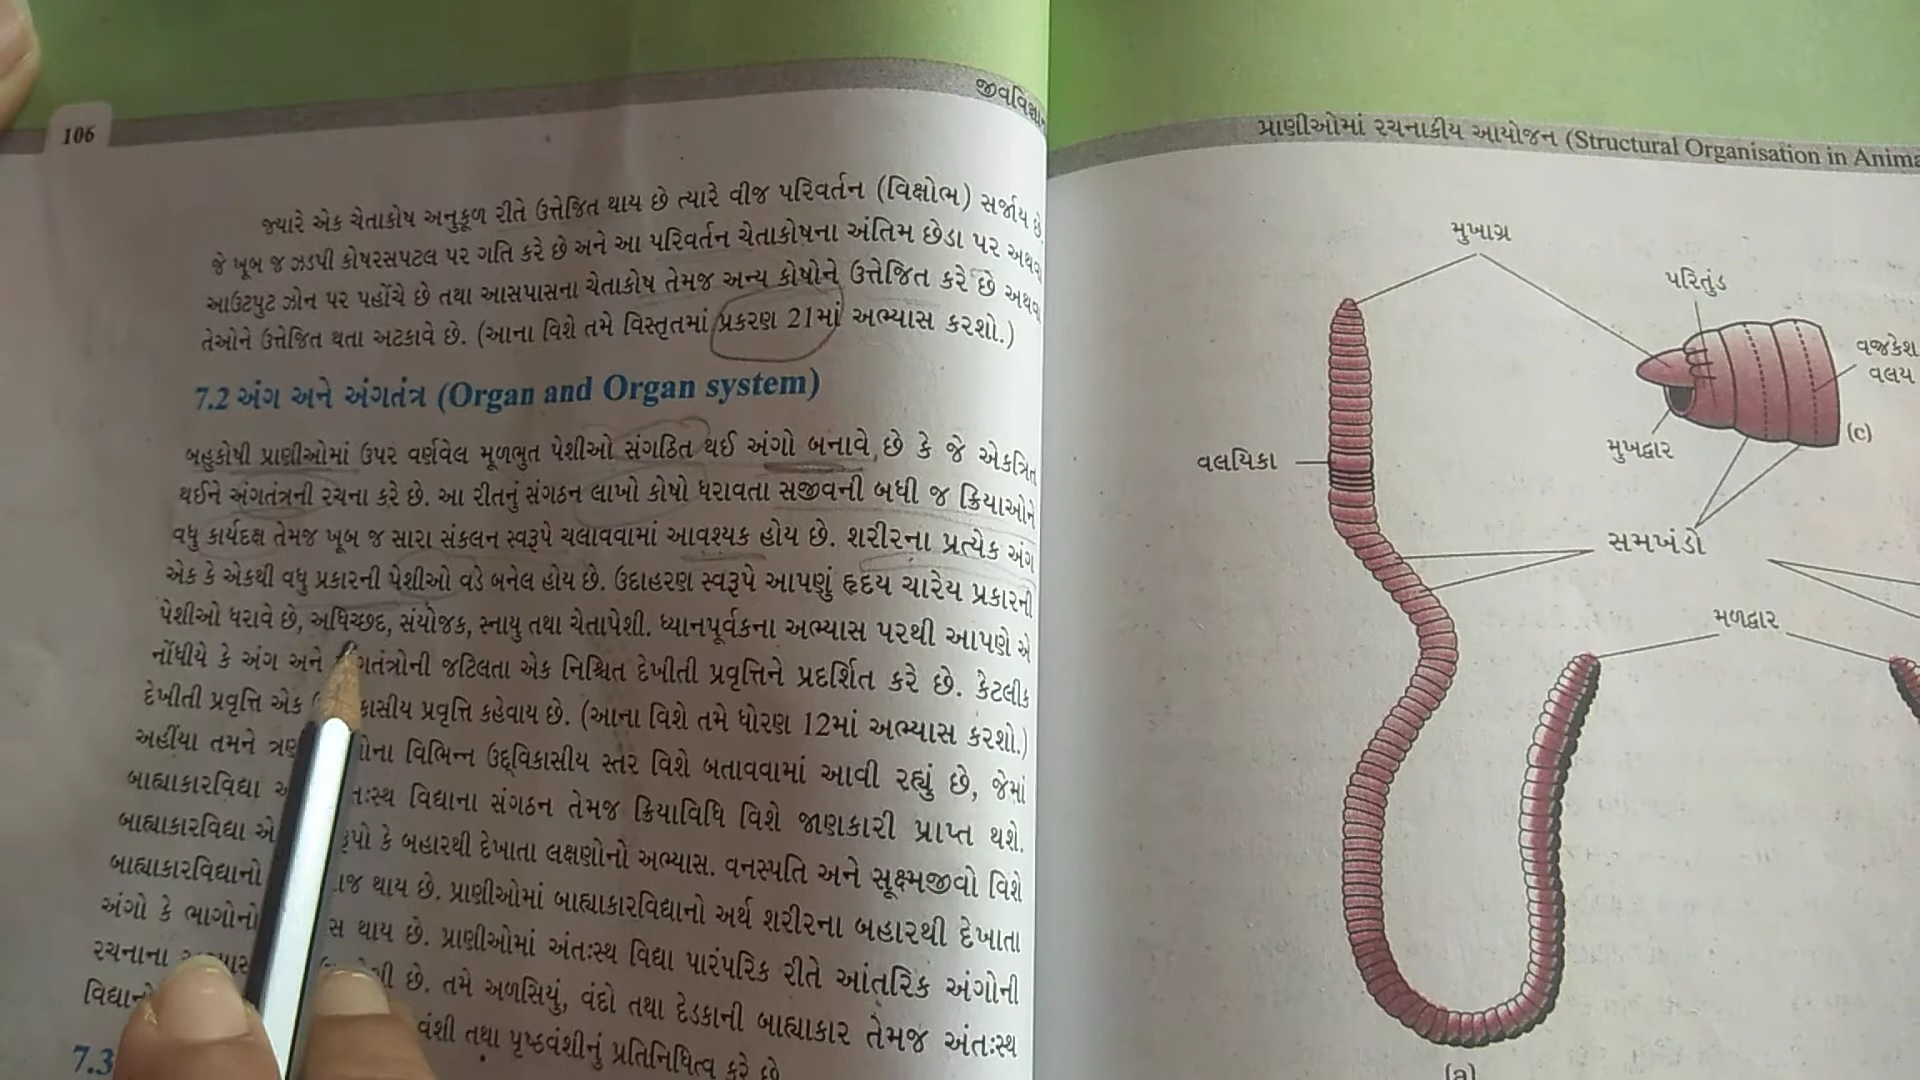 106
જ્યારે એક ચેતાકોષ અનુકૂળ રીતે ઉત્તેજિત થાય છે ત્યારે વીજ પરિવર્તન (વિક્ષોભ) સર્જાય છે
જે ખૂબ જ ઝડપી કોષરસપટલ પર ગતિ કરે છે અને આ પરિવર્તન ચેતાકોષના અંતિમ છેડા પર અથવા
આઉટપુટ ઝોન પર પહોંચે છે તથા આસપાસના ચેતાકોષ તેમજ અન્ય કોષોને ઉત્તેજિત કરે છે અથવા
તેઓને ઉત્તેજિત થતા અટકાવે છે. (આના વિશે તમે વિસ્તૃતમાં પ્રકરણ 21માં અભ્યાસ કરશો.)
7.2 અંગ અને અંગતંત્ર (Organ and Organ system)
બહુકોષી પ્રાણીઓમાં ઉપર વર્ણવેલ મૂળભુત પેશીઓ સંગઠિત થઈ અંગો બનાવે છે કે જે એકત્રિત
થઈને અંગતંત્રની રચના કરે છે. આ રીતનું સંગઠન લાખો કોષો ધરાવતા સજીવની બધી જ ક્રિયાઓને
વધુ કાર્યદક્ષ તેમજ ખૂબ જ સારા સંકલન સ્વરૂપે ચલાવવામાં આવશ્યક હોય છે. શરીરના પ્રત્યેક અંગ
એક કે એકથી વધુ પ્રકારની પેશીઓ વડે બનેલ હોય છે. ઉદાહરણ સ્વરૂપે આપણું હૃદય ચારેય પ્રકારની
પેશીઓ ધરાવે છે, અધિચ્છદ, સંયોજક, સ્નાયુ તથા ચેતાપેશી. ધ્યાનપૂર્વકના અભ્યાસ પરથી આપણે એ
નોંધીયે કે અંગ અને ગતંત્રોની જટિલતા એક નિશ્ચિત દેખીતી પ્રવૃત્તિને પ્રદર્શિત કરે છે. કેટલીક
દેખીતી પ્રવૃત્તિ એક કાસીય પ્રવૃત્તિ કહેવાય છે. (આના વિશે તમે ધોરણ 12માં અભ્યાસ કરશો.)
અહીંયા તમને ત્રણ વિભિન્ન ઉદ્દ્વિકાસીય સ્તર વિશે બતાવવામાં આવી રહ્યું છે, જેમાં
બાહ્યાકારવિદ્યા તઃસ્થ વિદ્યાના સંગઠન તેમજ ક્રિયાવિધિ વિશે જાણકારી પ્રાપ્ત થશે.
બાહ્યાકારવિદ્યા એ કે બહારથી દેખાતા લક્ષણોનો અભ્યાસ. વનસ્પતિ અને સૂક્ષ્મજીવો વિશે
બાહ્યાકારવિદ્યાનો જ થાય છે. પ્રાણીઓમાં બાહ્યાકારવિદ્યાનો અર્થ શરીરના બહારથી દેખાતા
અંગો કે ભાગોનો સ થાય છે. પ્રાણીઓમાં અંતઃસ્થ વિદ્યા પારંપરિક રીતે આંતરિક અંગોની
રચનાના છે. તમે અળસિયું, વંદો તથા દેડકાની બાહ્યાકાર તેમજ અંતઃસ્થ
વંશી તથા પૃષ્ઠવંશીનું પ્રતિનિધિત્વ કરે છે
7.3
પ્રાણીઓમાં રચનાકીય આયોજન (Structural Organisation in Anima
મુખાગ્ર
પરિતુંડ
વજ્રકેશ
વલય
(c)
મુખદ્વાર
વલયિકા
સમખંડો
મળદ્વાર
(a)